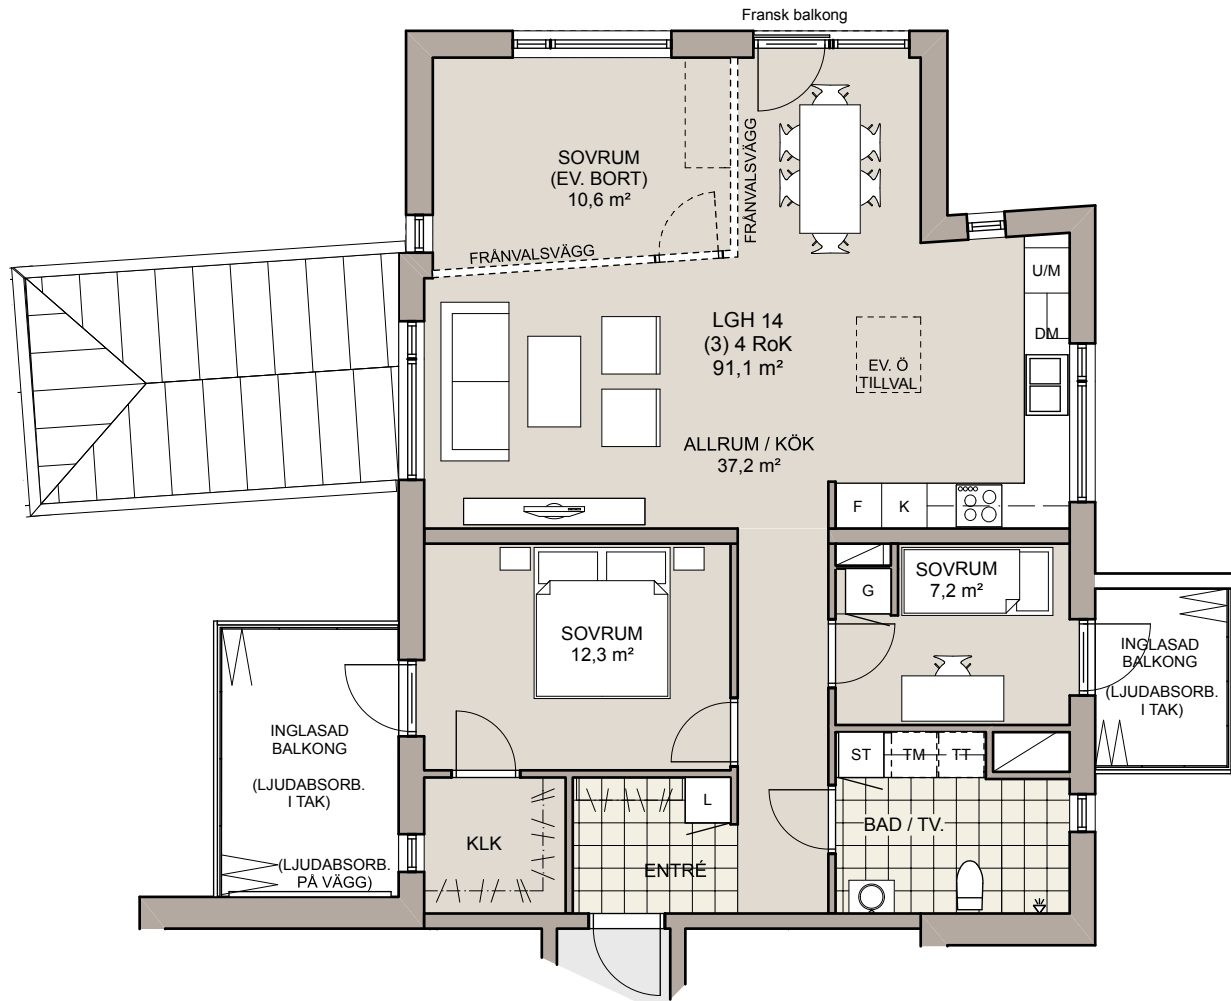 Fransk balkong
SOVRUM
(EV. BORT)
10,6 m²
FRÅNVALSVÄGG
FRÅNVALSVÄGG
U/M
DM
LGH 14
(3) 4 RoK
91,1 m²
EV. Ö
TILLVAL
ALLRUM / KÖK
37,2 m²
F
K
SOVRUM
7,2 m²
G
SOVRUM
12,3 m²
INGLASAD
BALKONG
(LJUDABSORB.
I TAK)
INGLASAD
BALKONG
(LJUDABSORB.
I TAK)
(LJUDABSORB.
PÅ VÄGG)
ST
TM
TT
L
BAD / TV.
KLK
ENTRÉ